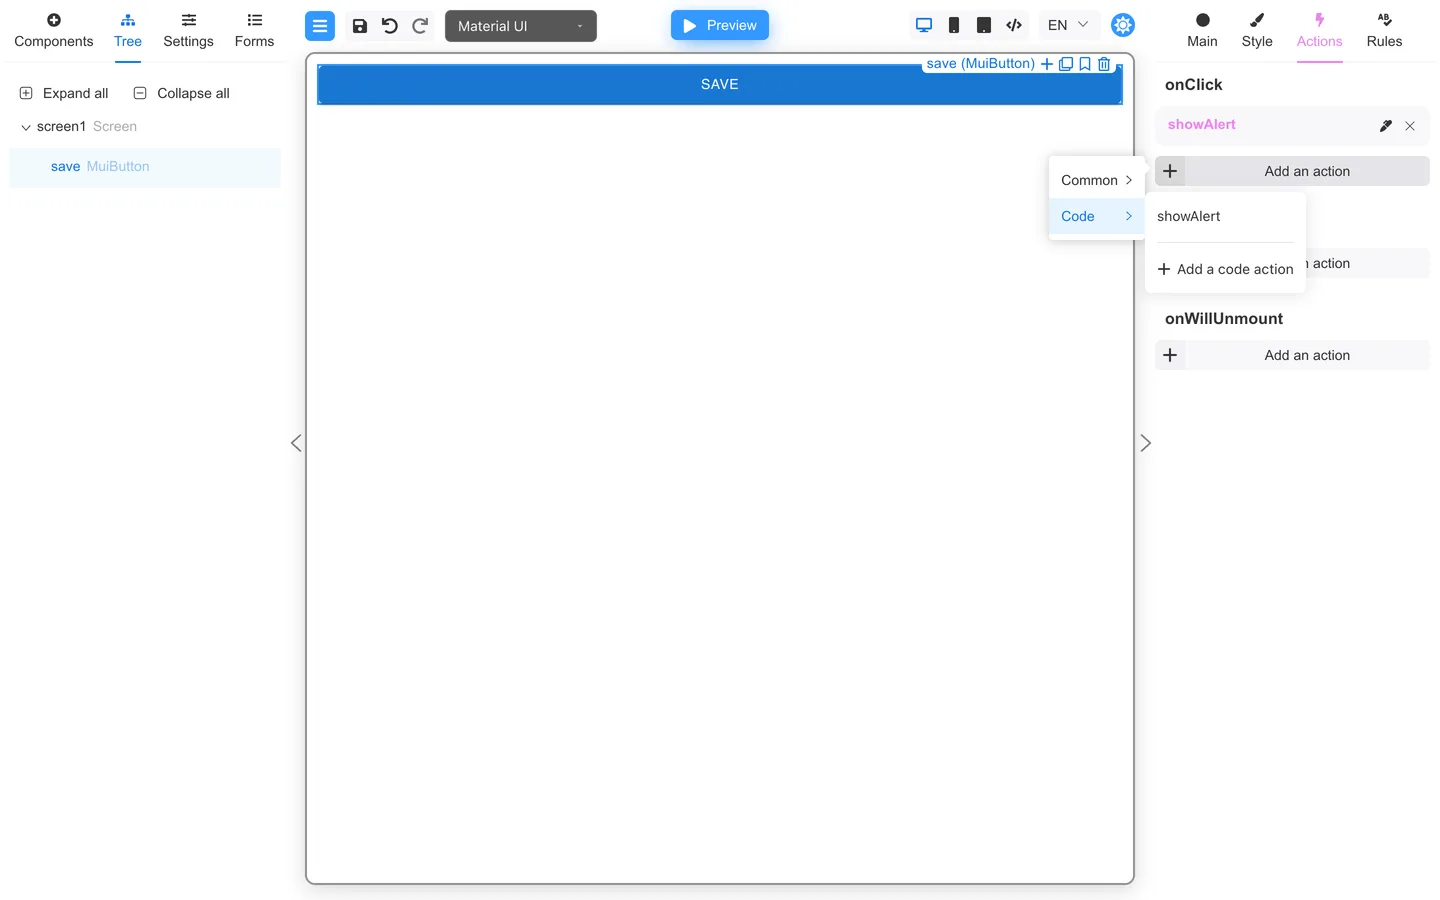 Components
Tree
Settings
Forms
Material UI
Preview
EN
Main
Style
Actions
AB
Rules
Expand all
Collapse all
screen1 Screen
save MuiButton
save (MuiButton)
SAVE
onClick
showAlert
Add an action
Common
Code
showAlert
Add a code action
n action
onWillUnmount
Add an action